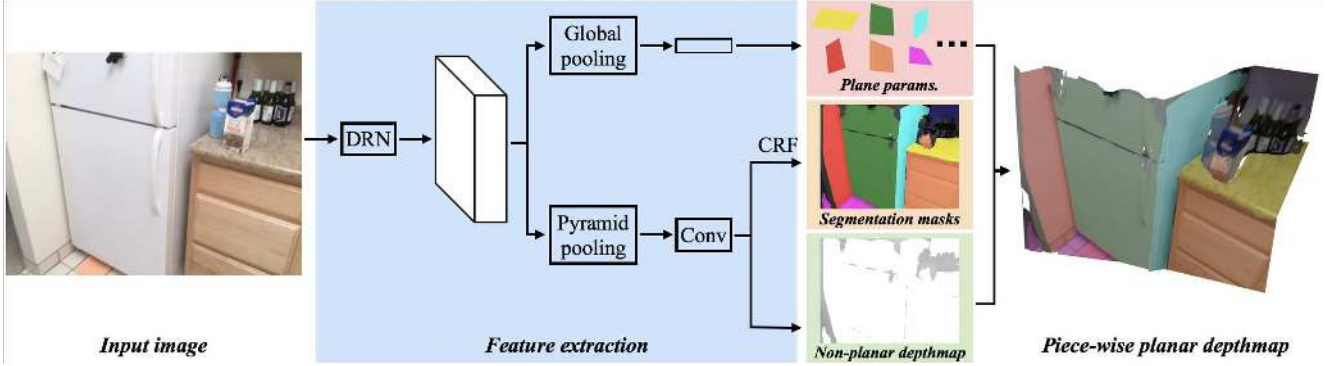 Global
pooling
Plane params.
DRN
CRF
Pyramid
pooling
Conv
Segmentation masks
Input image
Feature extraction
Non-planar depthmap
Piece-wise planar depthmap